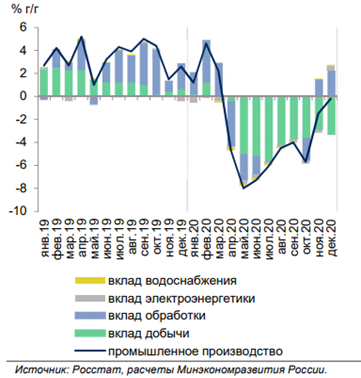 % г/г
6
4
2
0
-2
-4
-6
-8
-10
янв.19
фев.19
мар.19
апр.19
май.19
июн.19
июл.19
авг.19
сен.19
окт.19
ноя.19
дек.19
янв.20
фев.20
мар.20
апр.20
май.20
июн.20
июл.20
авг.20
сен.20
окт.20
ноя.20
дек.20
вклад водоснабжения
вклад электроэнергетики
вклад обработки
вклад добычи
промышленное производство
Источник: Росстат, расчеты Минэкономразвития России.